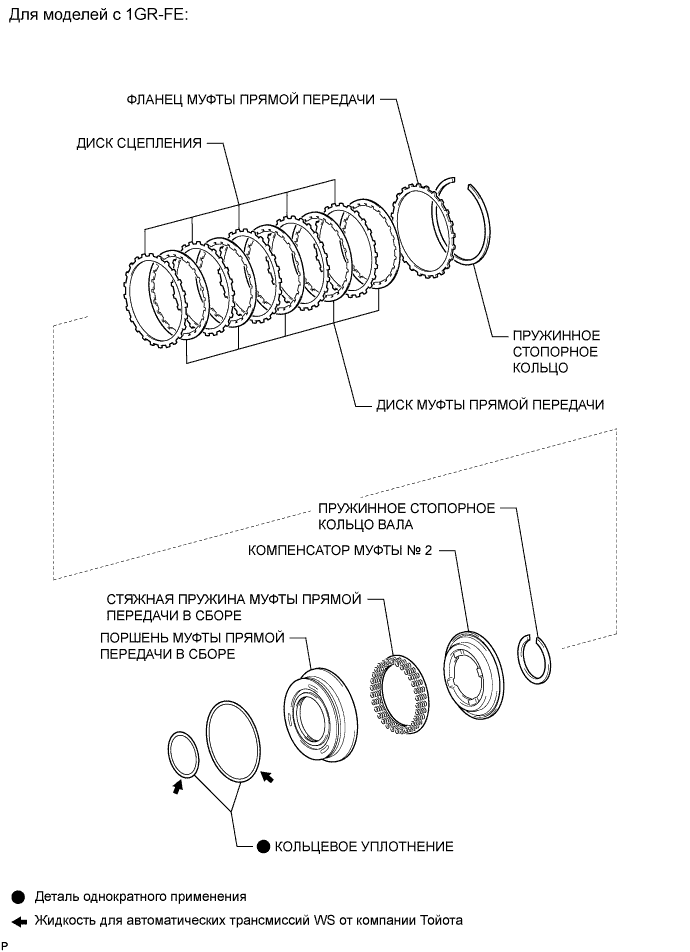 Для моделей с 1GR-FE:
ФЛАНЕЦ МУФТЫ ПРЯМОЙ ПЕРЕДАЧИ
ДИСК СЦЕПЛЕНИЯ
ПРУЖИННОЕ
СТОПОРНОЕ
КОЛЬЦО
ДИСК МУФТЫ ПРЯМОЙ ПЕРЕДАЧИ
ПРУЖИННОЕ СТОПОРНОЕ
КОЛЬЦО ВАЛА
КОМПЕНСАТОР МУФТЫ № 2
СТЯЖНАЯ ПРУЖИНА МУФТЫ ПРЯМОЙ
ПЕРЕДАЧИ В СБОРЕ
ПОРШЕНЬ МУФТЫ ПРЯМОЙ
ПЕРЕДАЧИ В СБОРЕ
КОЛЬЦЕВОЕ УПЛОТНЕНИЕ
Деталь однократного применения
Жидкость для автоматических трансмиссий WS от компании Тойота
P